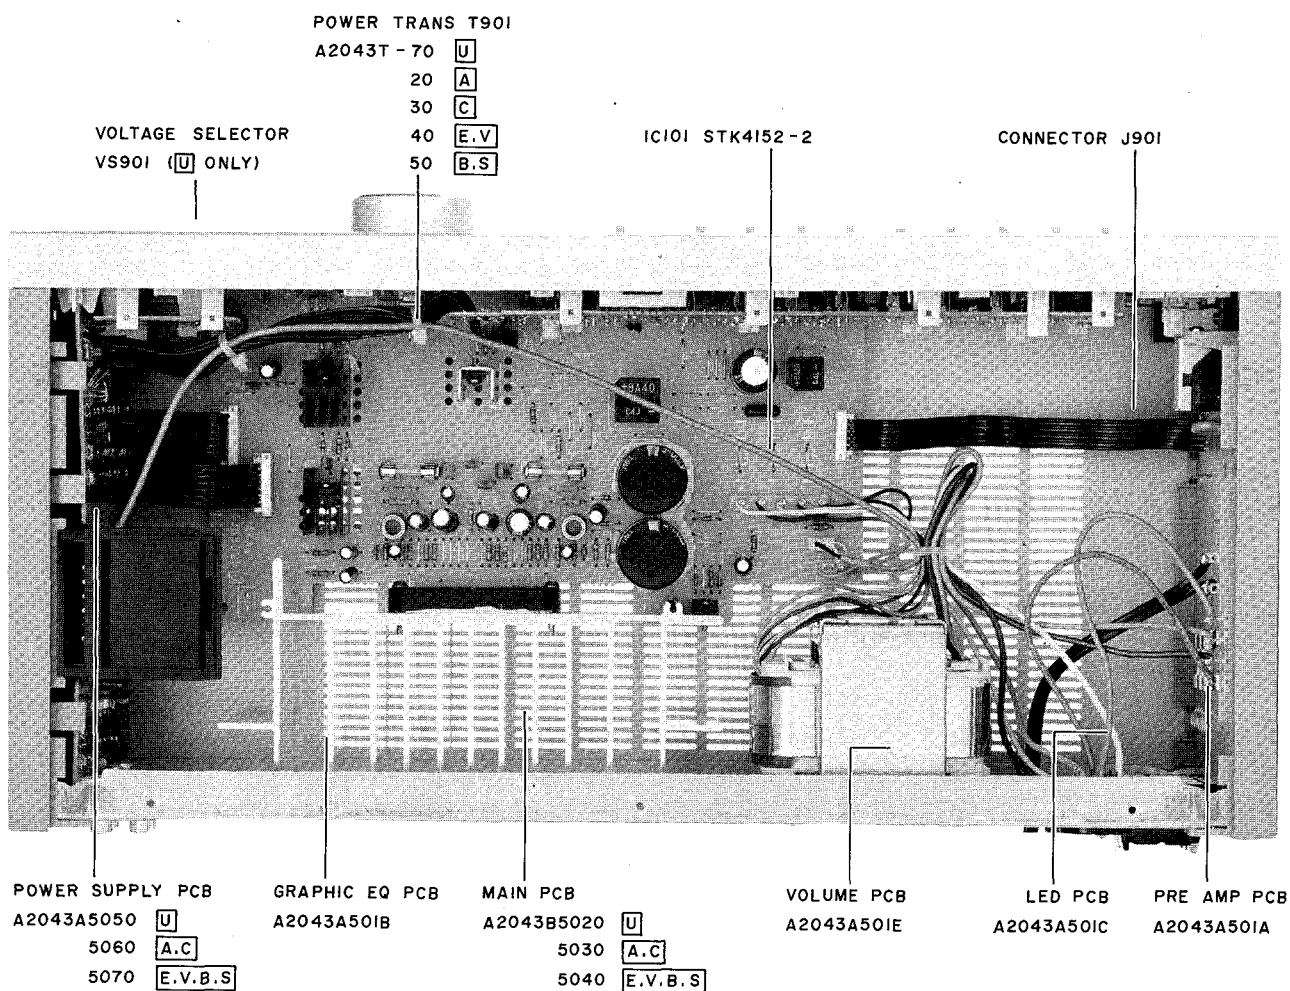 POWER TRANS T901
A2043T-70 U
20 A
30 C
40 E.V
50 B.S
VOLTAGE SELECTOR
VS901 (U ONLY)
IC101 STK4152-2
CONNECTOR J901
POWER SUPPLY PCB
A2043A5050 U
5060 A.C
5070 E.V.B.S
GRAPHIC EQ PCB
A2043A501B
MAIN PCB
A2043B5020 U
5030 A.C
5040 E.V.B.S
VOLUME PCB
A2043A501E
LED PCB
A2043A501C
PRE AMP PCB
A2043A501A